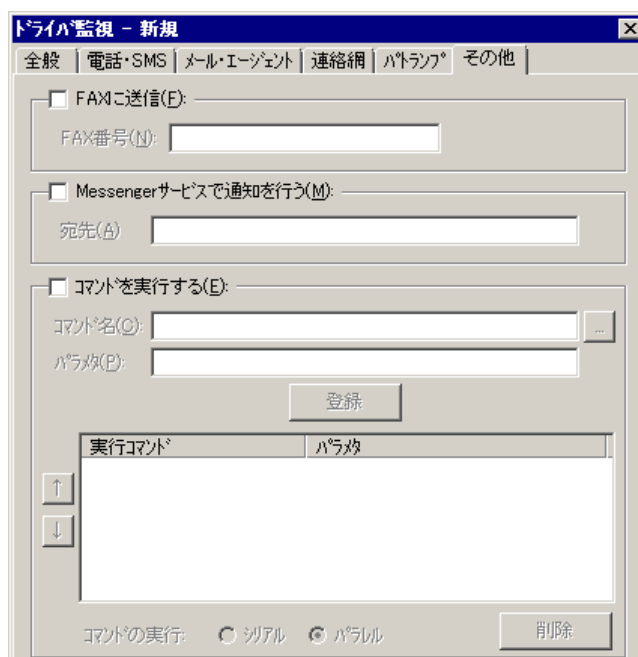 ドライバ監視 - 新規
全般 電話・SMS メール・エージェント 連絡網 パトランプ その他
FAXに送信(F):
FAX番号(N):
Messengerサービスで通知を行う(M):
宛先(A)
コマンドを実行する(E):
コマンド名(C): ...
パラメタ(P):
登録
実行コマンド パラメタ
↑
↓
コマンドの実行: シリアル パラレル 削除